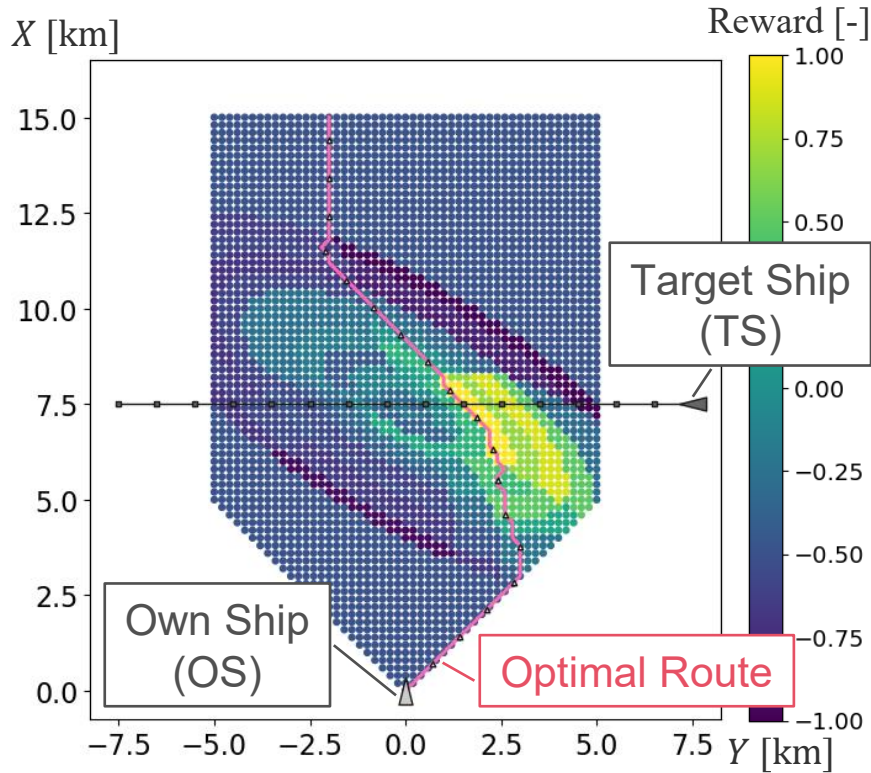 X [km]
Reward [-]
15.0
12.5
10.0
7.5
5.0
2.5
0.0
−7.5
−5.0
−2.5
0.0
2.5
5.0
7.5
Y [km]
1.00
0.75
0.50
0.00
−0.25
−0.50
−0.75
−1.00
Target Ship
(TS)
Own Ship
(OS)
Optimal Route